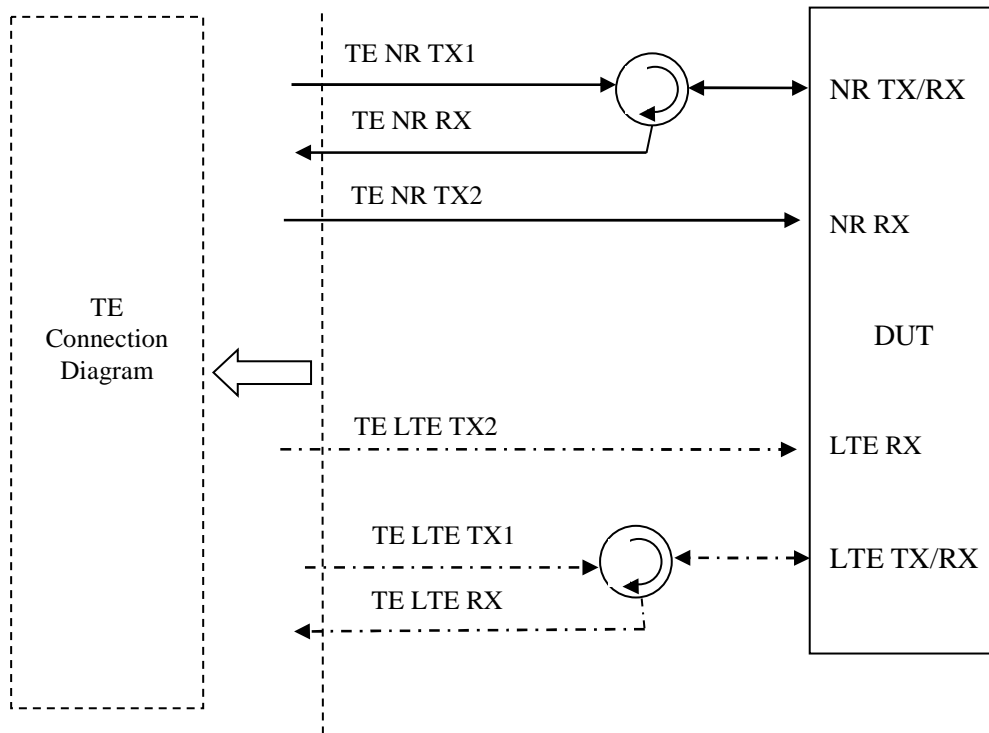 TE NR TX1
NR TX/RX
TE NR RX
TE NR TX2
NR RX
TE
Connection
Diagram
DUT
TE LTE TX2
LTE RX
TE LTE TX1
LTE TX/RX
TE LTE RX